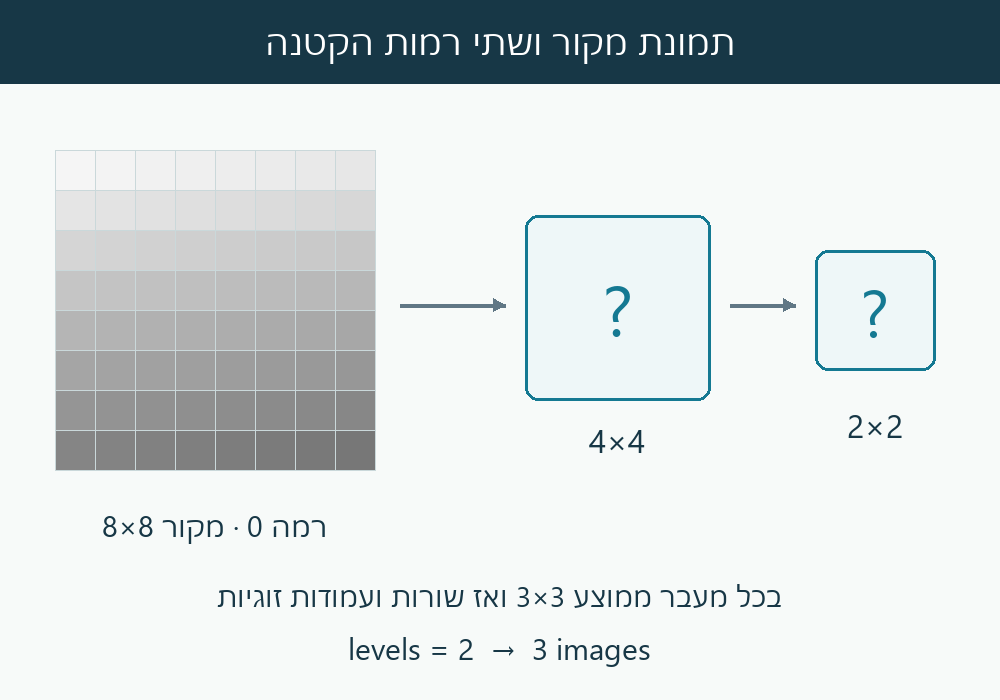 תמונת מקור ושתי רמות הקטנה
?
?
4×4
2×2
רמה 0 · מקור 8×8
בכל מעבר ממוצע 3×3 ואז שורות ועמודות זוגיות
levels = 2 → 3 images